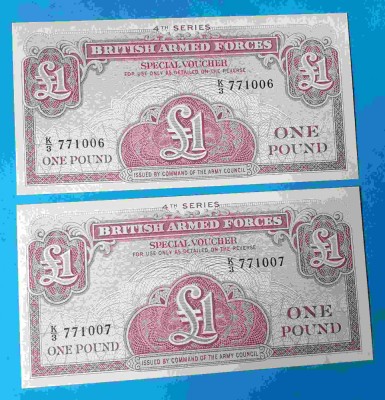 4TH SERIES
BRITISH ARMED FORCES
SPECIAL VOUCHER
FOR USE ONLY AS DETAILED ON THE REVERSE
£1 K/3 771006 £1
£1
K/3 771006 ONE
ONE POUND POUND
ISSUED BY COMMAND OF THE ARMY COUNCIL
4TH SERIES
BRITISH ARMED FORCES
SPECIAL VOUCHER
FOR USE ONLY AS DETAILED ON THE REVERSE
£1 K/3 771007 £1
£1
K/3 771007 ONE
ONE POUND POUND
ISSUED BY COMMAND OF THE ARMY COUNCIL